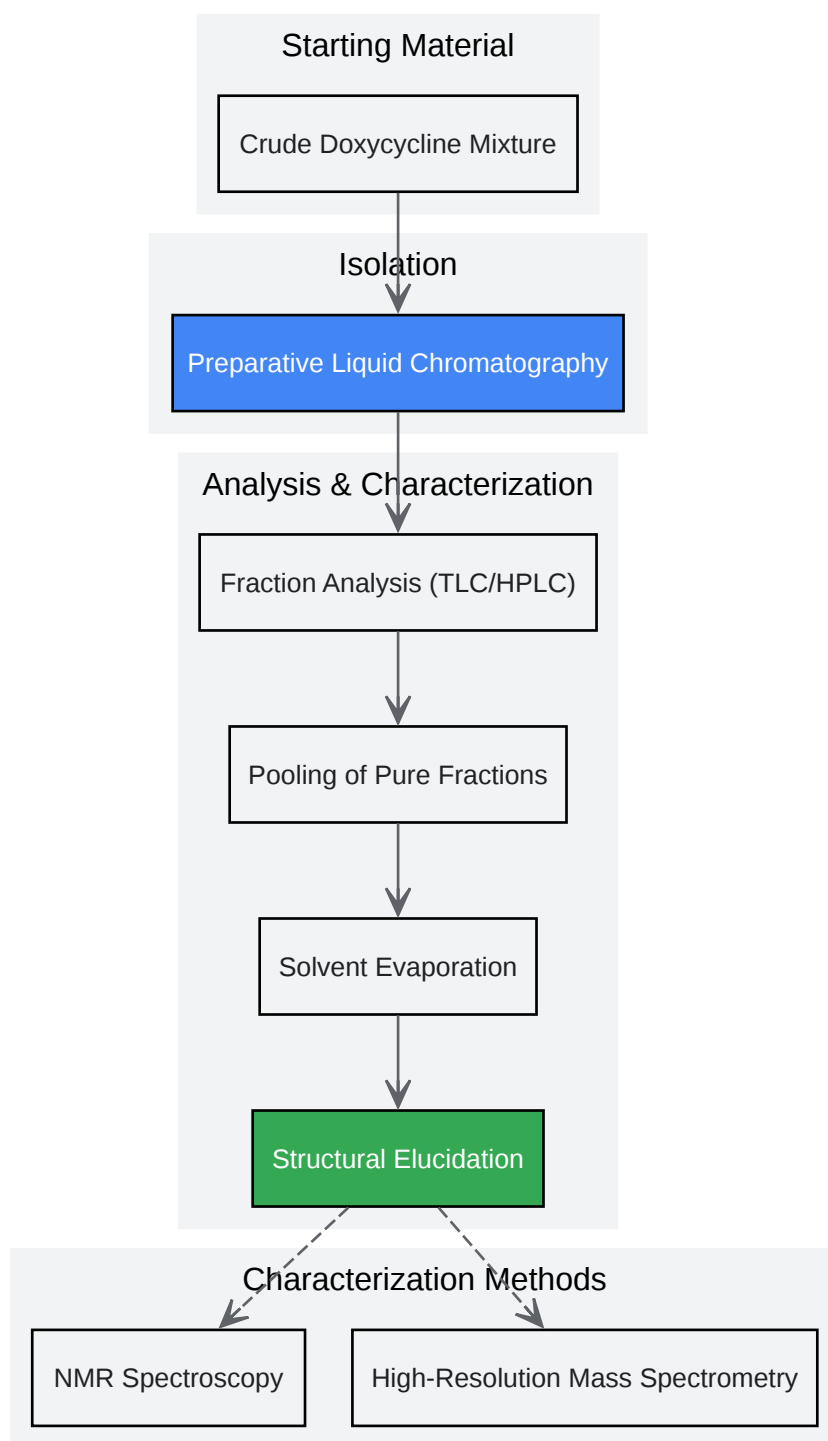 Starting Material
Crude Doxycycline Mixture
Isolation
Preparative Liquid Chromatography
Analysis & Characterization
Fraction Analysis (TLC/HPLC)
Pooling of Pure Fractions
Solvent Evaporation
Structural Elucidation
Characterization Methods
NMR Spectroscopy
High-Resolution Mass Spectrometry